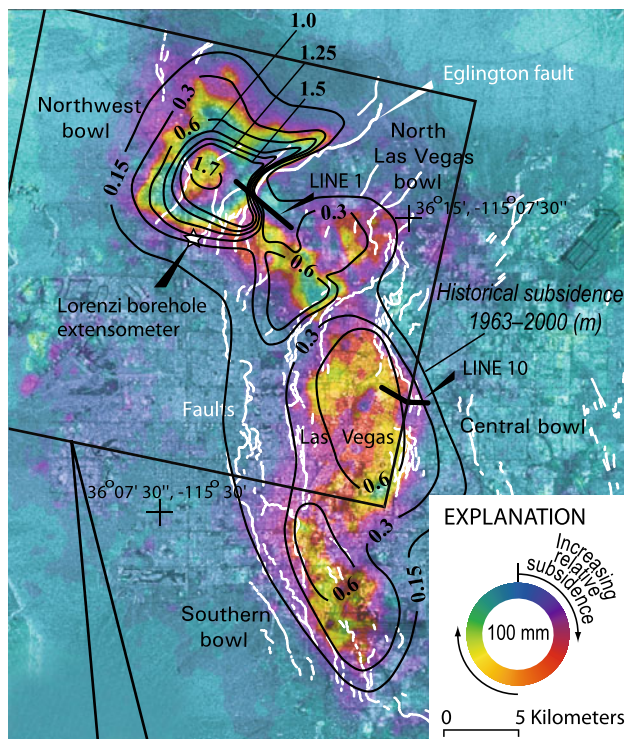 1.0
1.25
1.5
Eglington fault
Northwest
bowl
0.3
0.6
0.15
1.7
North
Las Vegas
bowl
LINE 1
36°15', -115°07'30"
0.3
0.6
Lorenzi borehole
extensometer
Historical subsidence
1963–2000 (m)
0.3
LINE 10
Faults
Las Vegas
Central bowl
0.6
36°07' 30", -115° 30'
0.3
0.3
0.15
0.6
Southern
bowl
EXPLANATION
Increasing
relative
subsidence
100 mm
0 5 Kilometers